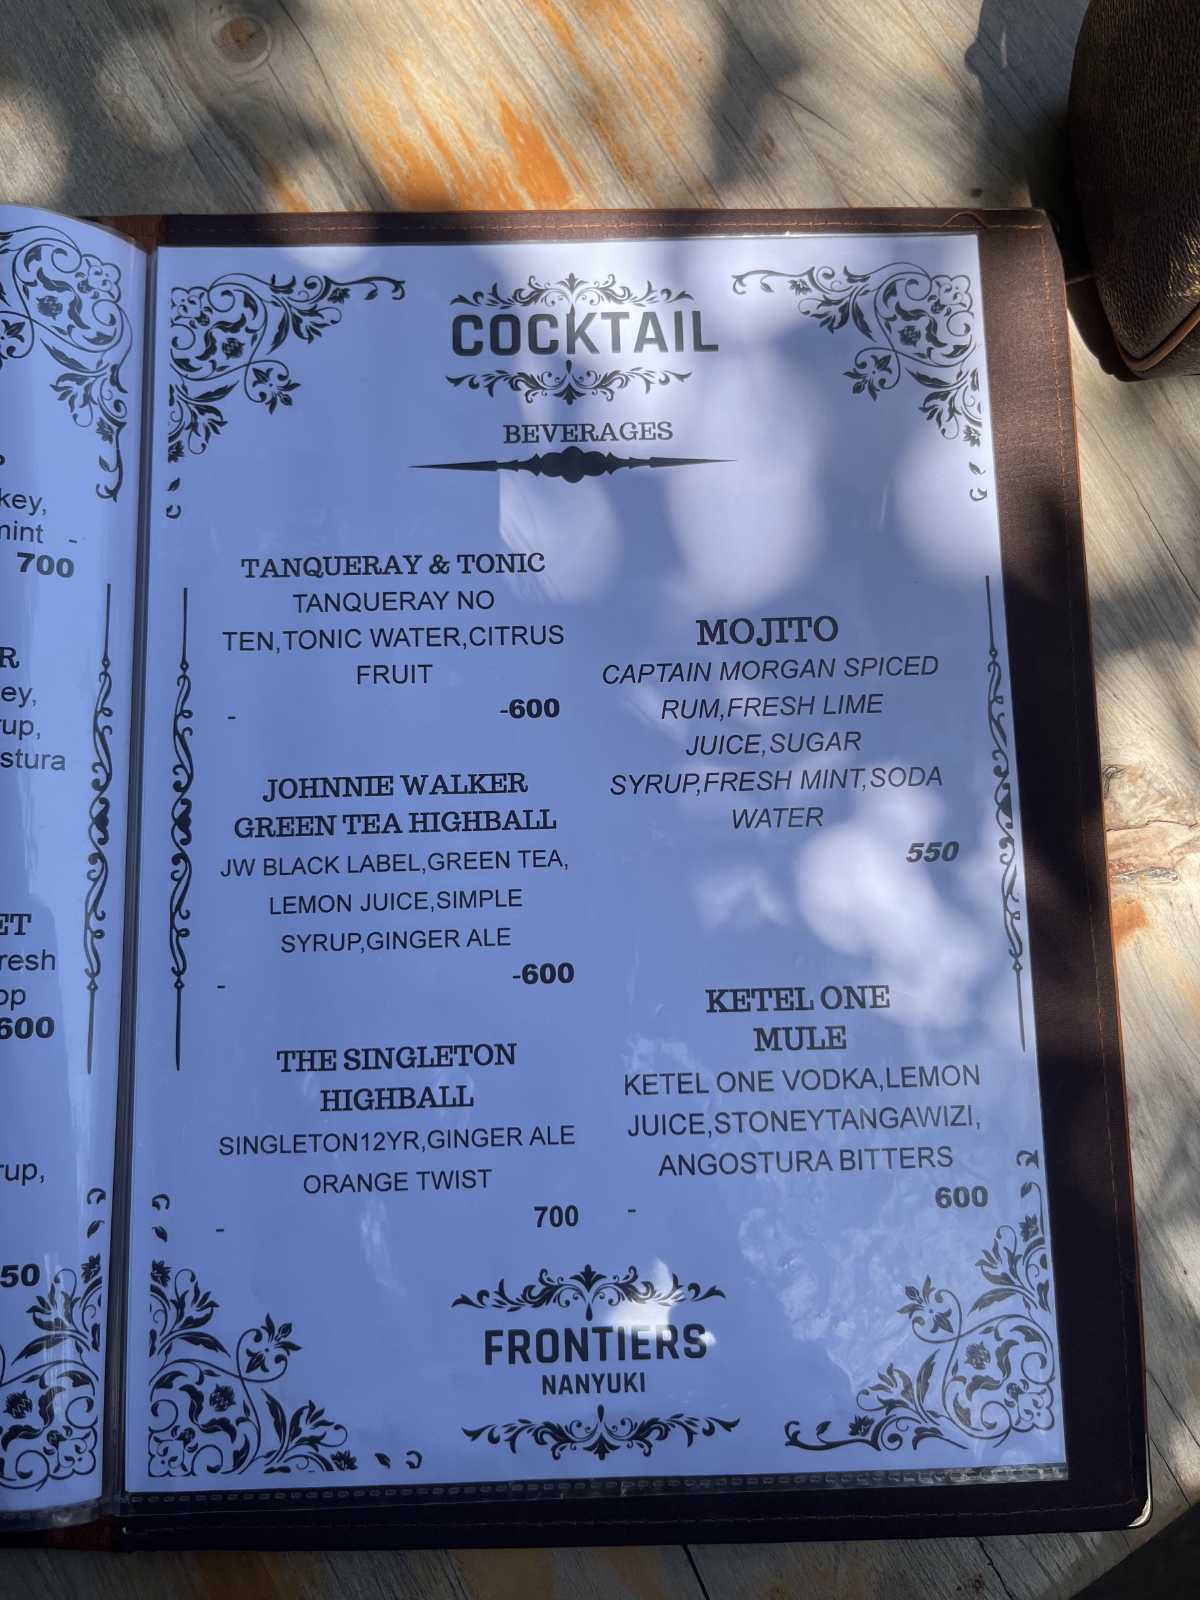 key,
mint -
700
R
ey,
rup,
stura
ET
resh
op
600
rup,
50
COCKTAIL
BEVERAGES
TANQUERAY & TONIC
TANQUERAY NO
TEN,TONIC WATER,CITRUS
FRUIT
- -600
JOHNNIE WALKER
GREEN TEA HIGHBALL
JW BLACK LABEL,GREEN TEA,
LEMON JUICE,SIMPLE
SYRUP,GINGER ALE
- -600
THE SINGLETON
HIGHBALL
SINGLETON12YR,GINGER ALE
ORANGE TWIST
- 700
MOJITO
CAPTAIN MORGAN SPICED
RUM,FRESH LIME
JUICE,SUGAR
SYRUP,FRESH MINT,SODA
WATER
550
KETEL ONE
MULE
KETEL ONE VODKA,LEMON
JUICE,STONEYTANGAWIZI,
ANGOSTURA BITTERS
- 600
FRONTIERS
NANYUKI